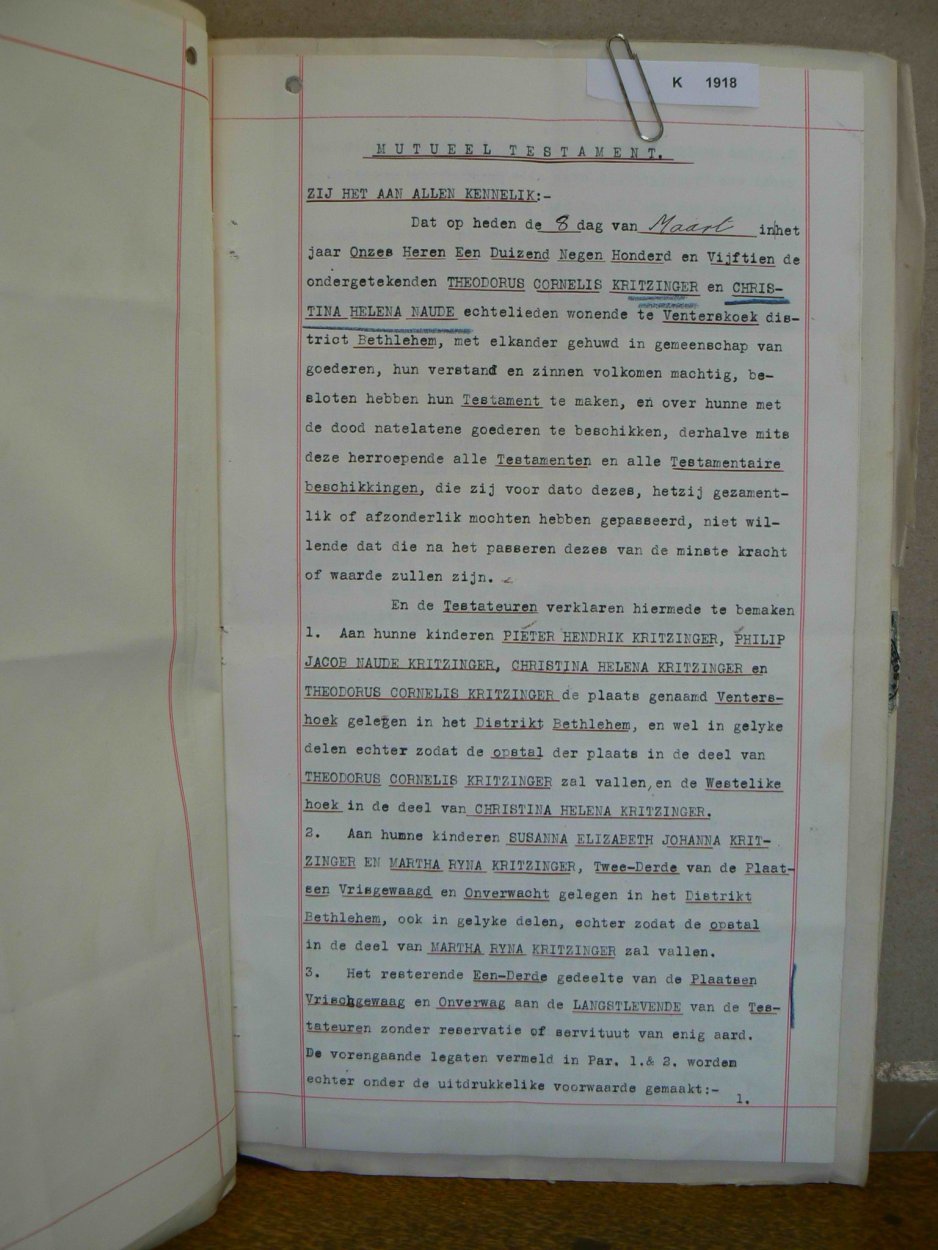 K 1918
MUTUEEL TESTAMENT.
ZIJ HET AAN ALLEN KENNELIK:-
Dat op heden de 8 dag van Maart in het
jaar Onzes Heren Een Duizend Negen Honderd en Vijftien de
ondergetekenden THEODORUS CORNELIS KRITZINGER en CHRIS-
TINA HELENA NAUDE echtelieden wonende te Venterskoek dis-
trict Bethlehem, met elkander gehuwd in gemeenschap van
goederen, hun verstand en zinnen volkomen machtig, be-
sloten hebben hun Testament te maken, en over hunne met
de dood natelatene goederen te beschikken, derhalve mits
deze herroepende alle Testamenten en alle Testamentaire
beschikkingen, die zij voor dato dezes, hetzij gezament-
lik of afzonderlik mochten hebben gepasseerd, niet wil-
lende dat die na het passeren dezes van de minste kracht
of waarde zullen zijn.
En de Testateuren verklaren hiermede te bemaken
1. Aan hunne kinderen PIETER HENDRIK KRITZINGER, PHILIP
JACOB NAUDE KRITZINGER, CHRISTINA HELENA KRITZINGER en
THEODORUS CORNELIS KRITZINGER de plaats genaamd Venters-
hoek gelegen in het Distrikt Bethlehem, en wel in gelyke
delen echter zodat de opstal der plaats in de deel van
THEODORUS CORNELIS KRITZINGER zal vallen, en de Westelike
hoek in de deel van CHRISTINA HELENA KRITZINGER.
2. Aan humne kinderen SUSANNA ELIZABETH JOHANNA KRIT-
ZINGER EN MARTHA RYNA KRITZINGER, Twee-Derde van de Plaat-
sen Vrisgewaagd en Onverwacht gelegen in het Distrikt
Bethlehem, ook in gelyke delen, echter zodat de opstal
in de deel van MARTHA RYNA KRITZINGER zal vallen.
3. Het resterende Een-Derde gedeelte van de Plaatsen
Vrischgewaag en Onverwag aan de LANGSTLEVENDE van de Tes-
tateuren zonder reservatie of servituut van enig aard.
De vorengaande legaten vermeld in Par. 1.& 2. wordem
echter onder de uitdrukkelike voorwaarde gemaakt:-
1.